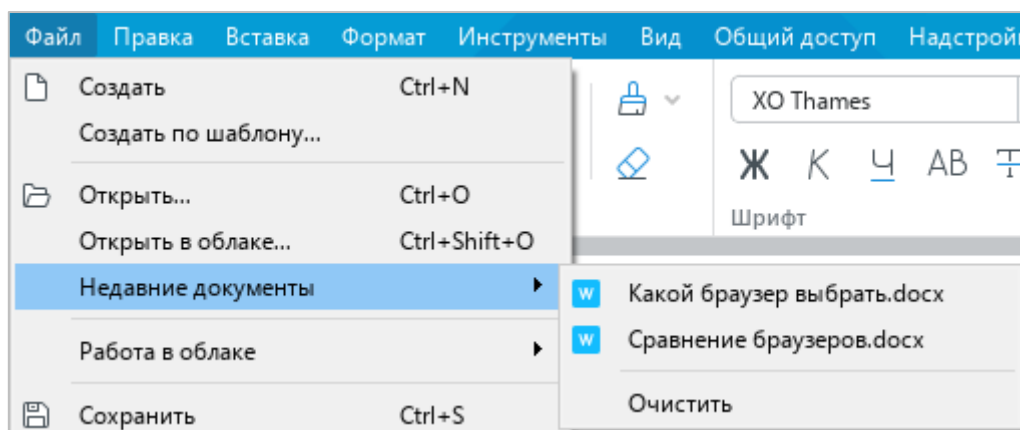 Файл Правка Вставка Формат Инструменты Вид Общий доступ Надстрой
Создать Ctrl+N
Создать по шаблону...
Открыть... Ctrl+O
Открыть в облаке... Ctrl+Shift+O
Недавние документы
Работа в облаке
Сохранить Ctrl+S
XO Thames
Ж К Ч АВ Т
Шрифт
W Какой браузер выбрать.docx
W Сравнение браузеров.docx
Очистить